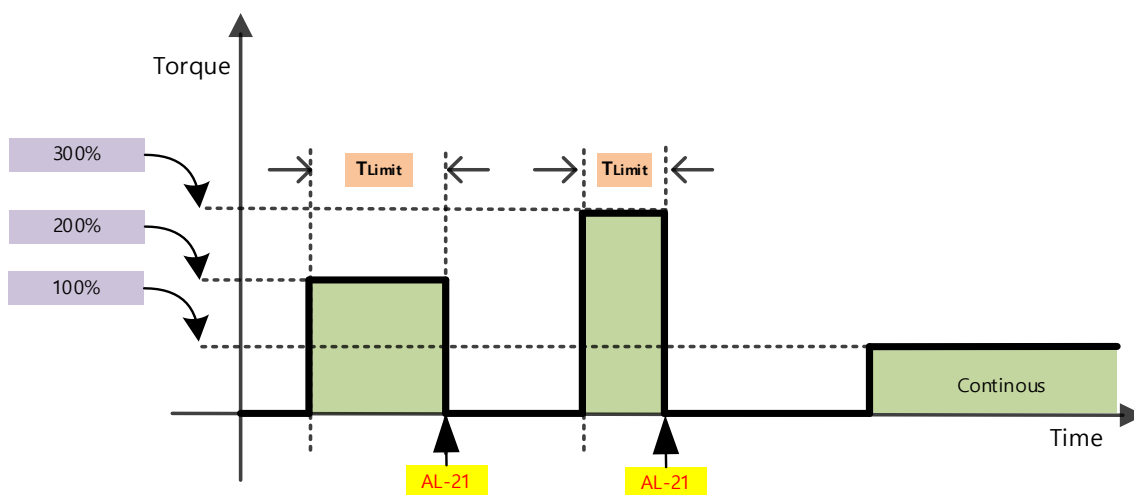 Torque
300%
TLimit
TLimit
200%
100%
Continous
Time
AL-21
AL-21